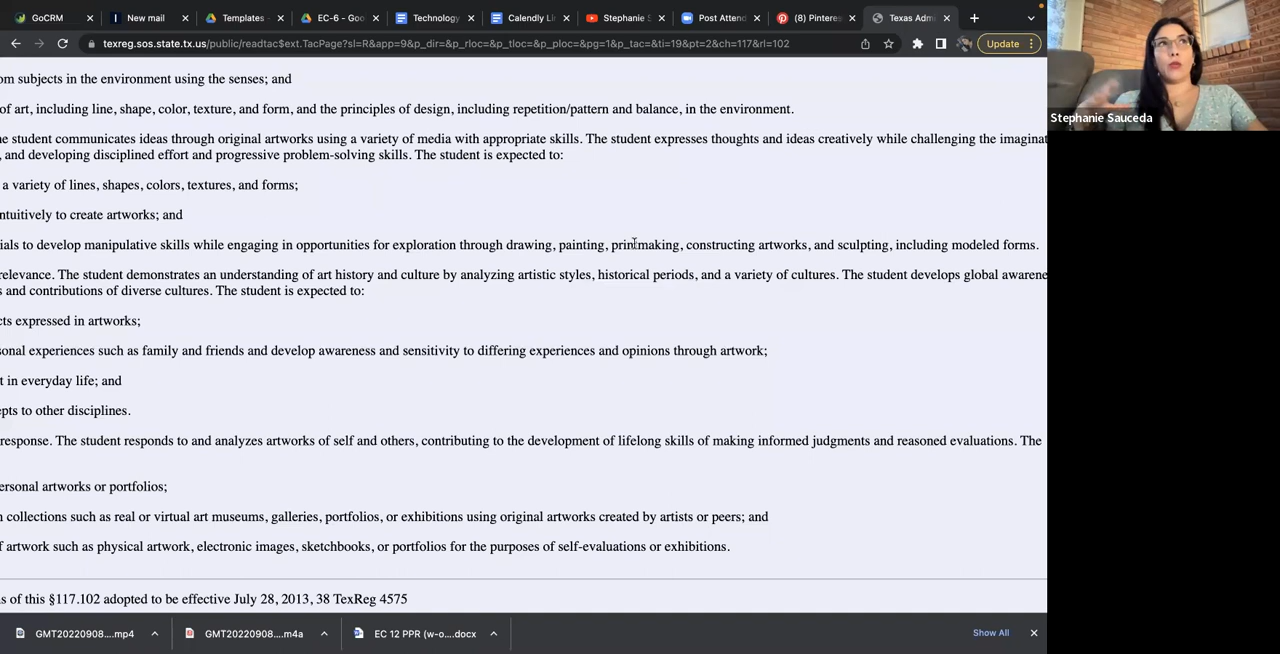 GoCRM
New mail
Templates -
EC-6 - Goo
Technology
Calendly Li
Stephanie S
Post Attend
(8) Pinteres
Texas Adm
texreg.sos.state.tx.us/public/readtac$ext.TacPage?sl=R&app=9&p_dir=&p_rloc=&p_tloc=&p_ploc=&pg=1&p_tac=&ti=19&pt=2&ch=117&rl=102
Update
om subjects in the environment using the senses; and
of art, including line, shape, color, texture, and form, and the principles of design, including repetition/pattern and balance, in the environment.
he student communicates ideas through original artworks using a variety of media with appropriate skills. The student expresses thoughts and ideas creatively while challenging the imaginat
, and developing disciplined effort and progressive problem-solving skills. The student is expected to:
a variety of lines, shapes, colors, textures, and forms;
ntuitively to create artworks; and
ials to develop manipulative skills while engaging in opportunities for exploration through drawing, painting, printmaking, constructing artworks, and sculpting, including modeled forms.
relevance. The student demonstrates an understanding of art history and culture by analyzing artistic styles, historical periods, and a variety of cultures. The student develops global awarene
s and contributions of diverse cultures. The student is expected to:
cts expressed in artworks;
sonal experiences such as family and friends and develop awareness and sensitivity to differing experiences and opinions through artwork;
t in everyday life; and
epts to other disciplines.
response. The student responds to and analyzes artworks of self and others, contributing to the development of lifelong skills of making informed judgments and reasoned evaluations. The
ersonal artworks or portfolios;
n collections such as real or virtual art museums, galleries, portfolios, or exhibitions using original artworks created by artists or peers; and
f artwork such as physical artwork, electronic images, sketchbooks, or portfolios for the purposes of self-evaluations or exhibitions.
s of this §117.102 adopted to be effective July 28, 2013, 38 TexReg 4575
GMT20220908....mp4
GMT20220908....m4a
EC 12 PPR (w-o....docx
Show All
Stephanie Sauceda